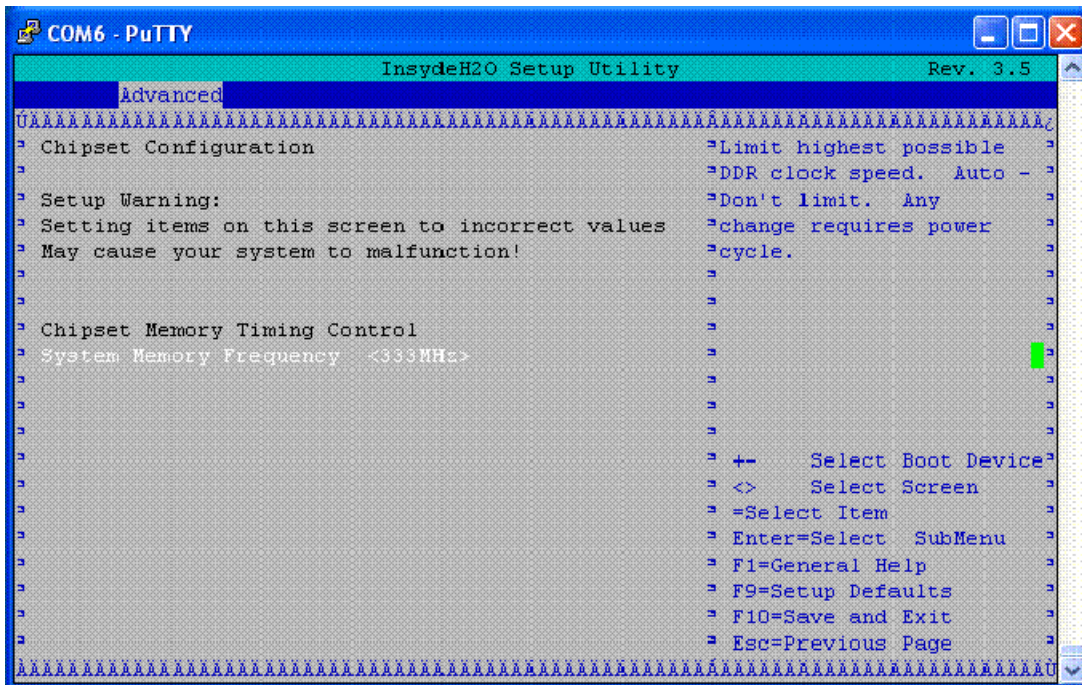 COM6 - PuTTY
InsydeH2O Setup Utility Rev. 3.5
Advanced
Chipset Configuration
Setup Warning:
Setting items on this screen to incorrect values
May cause your system to malfunction!
Chipset Memory Timing Control
System Memory Frequency <333MHz>
Limit highest possible
DDR clock speed. Auto -
Don't limit. Any
change requires power
cycle.
+- Select Boot Device
<> Select Screen
=Select Item
Enter=Select SubMenu
F1=General Help
F9=Setup Defaults
F10=Save and Exit
Esc=Previous Page